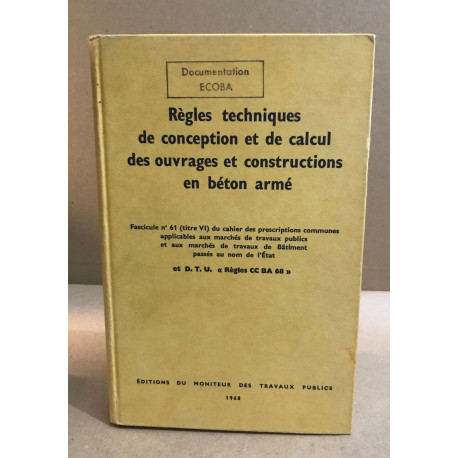 Documentation
ECOBA
Règles techniques
de conception et de calcul
des ouvrages et constructions
en béton armé
Fascicule n° 61 (titre VI) du cahier des prescriptions communes
applicables aux marchés de travaux publics
et aux marchés de travaux de Bâtiment
passés au nom de l'État
et D. T. U. « Règles CC BA 68 »
ÉDITIONS DU MONITEUR DES TRAVAUX PUBLICS
1968